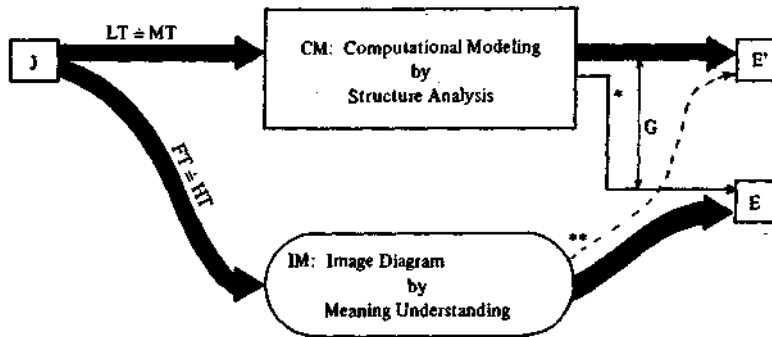 LT ≐ MT
J
CM: Computational Modeling
by
Structure Analysis
E'
*
G
FT ≐ HT
E
**
IM: Image Diagram
by
Meaning Understanding